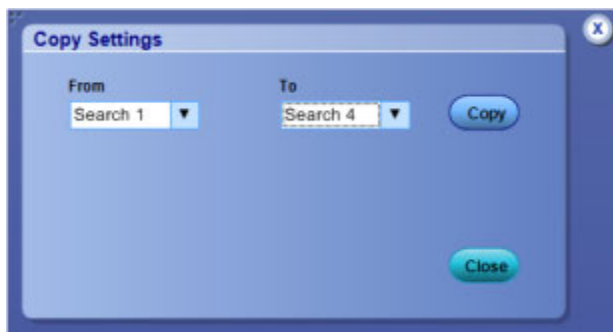 Copy Settings
X
From To
Search 1 ▼ Search 4 ▼ Copy
Close